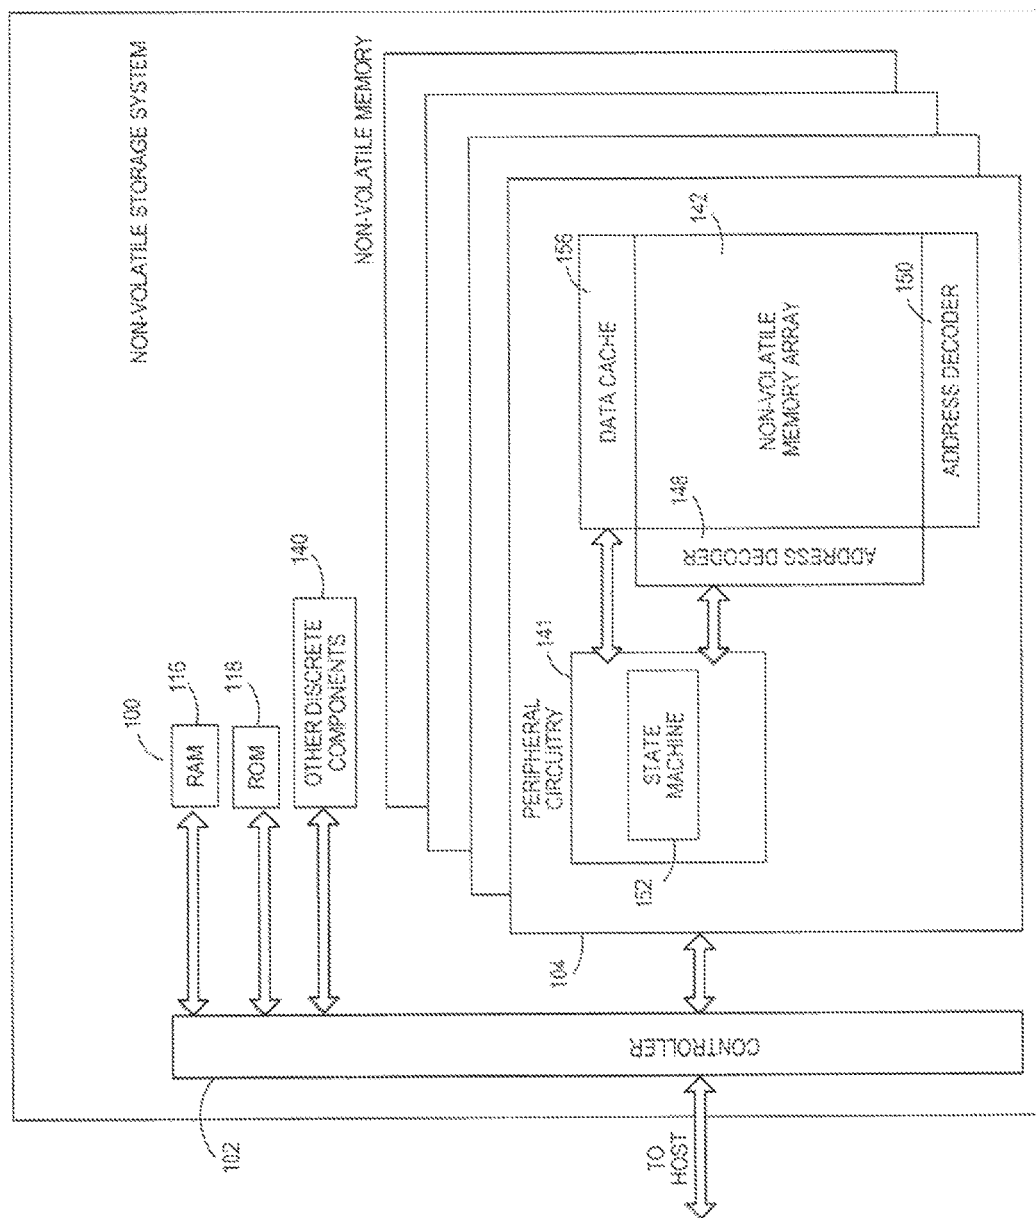 NON-VOLATILE STORAGE SYSTEM
100
116
RAM
118
ROM
140
OTHER DISCRETE
COMPONENTS
NON-VOLATILE MEMORY
PERIPHERAL
CIRCUITRY
141
STATE
MACHINE
152
156
DATA CACHE
142
NON-VOLATILE
MEMORY ARRAY
148
ADDRESS DECODER
150
ADDRESS DECODER
104
CONTROLLER
102
TO
HOST